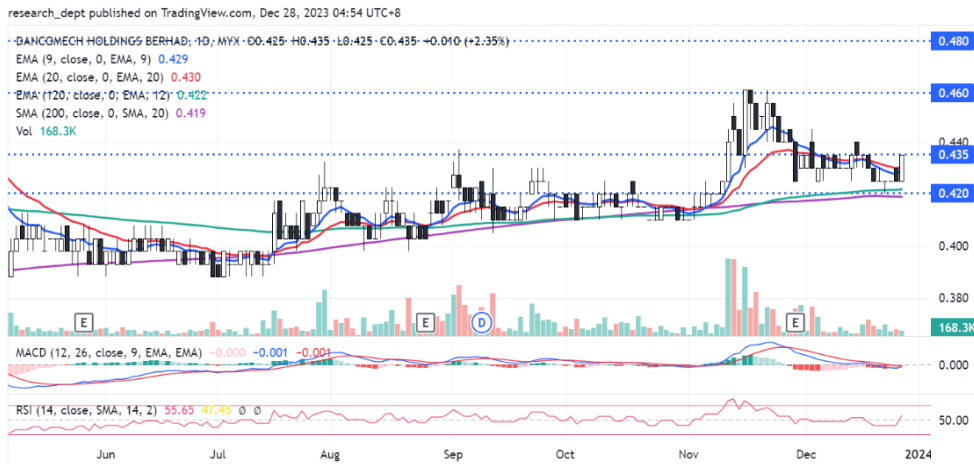 research_dept published on TradingView.com, Dec 28, 2023 04:54 UTC+8
DANCOMECH HOLDINGS BERHAD, 1D, MYX O0.425 H0.435 L0.425 C0.435 +0.010 (+2.35%)
0.480
EMA (9, close, 0, EMA, 9) 0.429
EMA (20, close, 0, EMA, 20) 0.430
EMA (120, close, 0, EMA, 12) 0.422
0.460
SMA (200, close, 0, SMA, 20) 0.419
Vol 168.3K
0.440
0.435
0.420
0.400
0.380
E E D E
168.3K
MACD (12, 26, close, 9, EMA, EMA) -0.000 -0.001 -0.001
0.000
RSI (14, close, SMA, 14, 2) 55.65 47.45 Ø Ø
50.00
Jun Jul Aug Sep Oct Nov Dec 2024